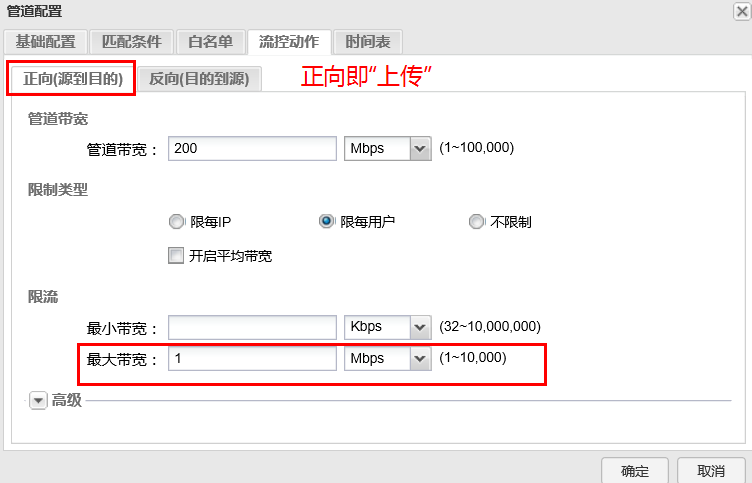 管道配置
基础配置 匹配条件 白名单 流控动作 时间表
正向(源到目的) 反向(目的到源) 正向即“上传”
管道带宽
管道带宽： 200 Mbps (1~100,000)
限制类型
限每IP 限每用户 不限制
开启平均带宽
限流
最小带宽： Kbps (32~10,000,000)
最大带宽： 1 Mbps (1~10,000)
高级
确定 取消